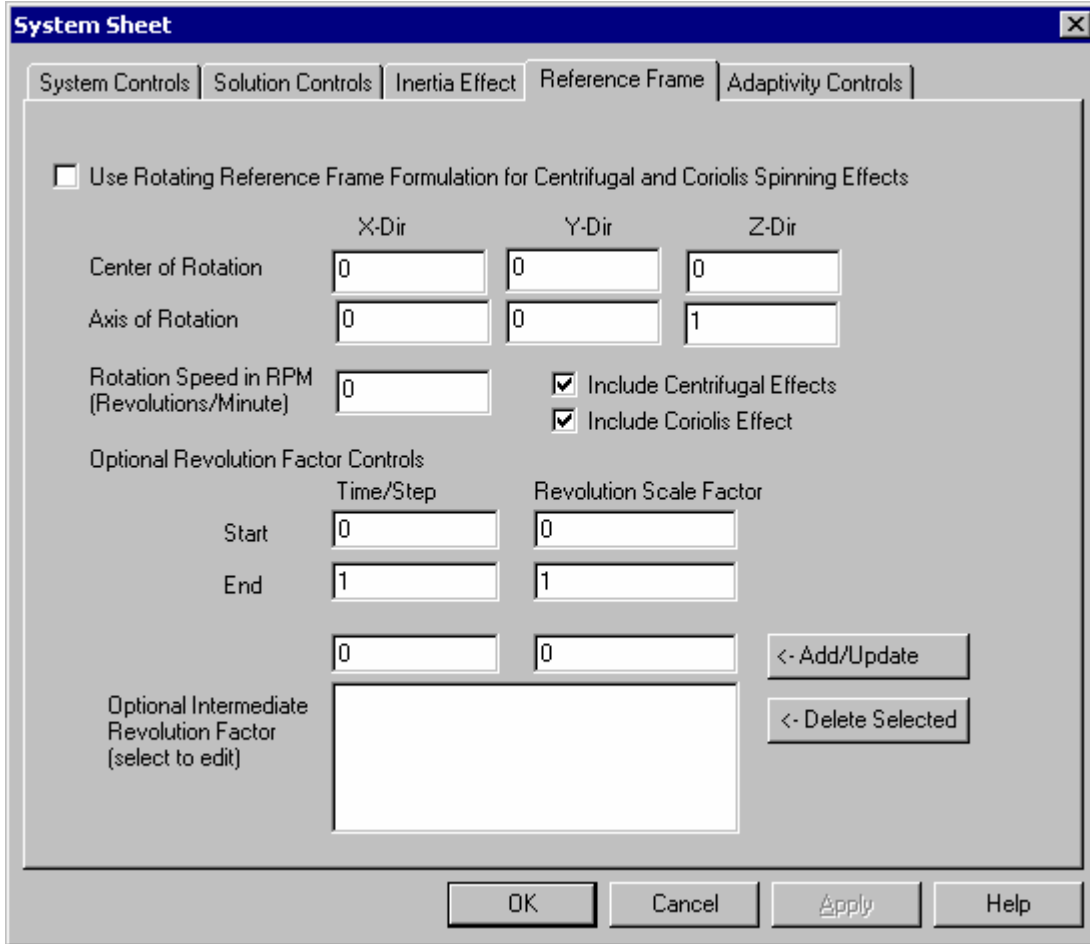 System Sheet
System Controls Solution Controls Inertia Effect Reference Frame Adaptivity Controls
Use Rotating Reference Frame Formulation for Centrifugal and Coriolis Spinning Effects
X-Dir Y-Dir Z-Dir
Center of Rotation 0 0 0
Axis of Rotation 0 0 1
Rotation Speed in RPM
(Revolutions/Minute) 0
Include Centrifugal Effects
Include Coriolis Effect
Optional Revolution Factor Controls
Time/Step Revolution Scale Factor
Start 0 0
End 1 1
0 0 <- Add/Update
Optional Intermediate
Revolution Factor
(select to edit)
<- Delete Selected
OK Cancel Apply Help